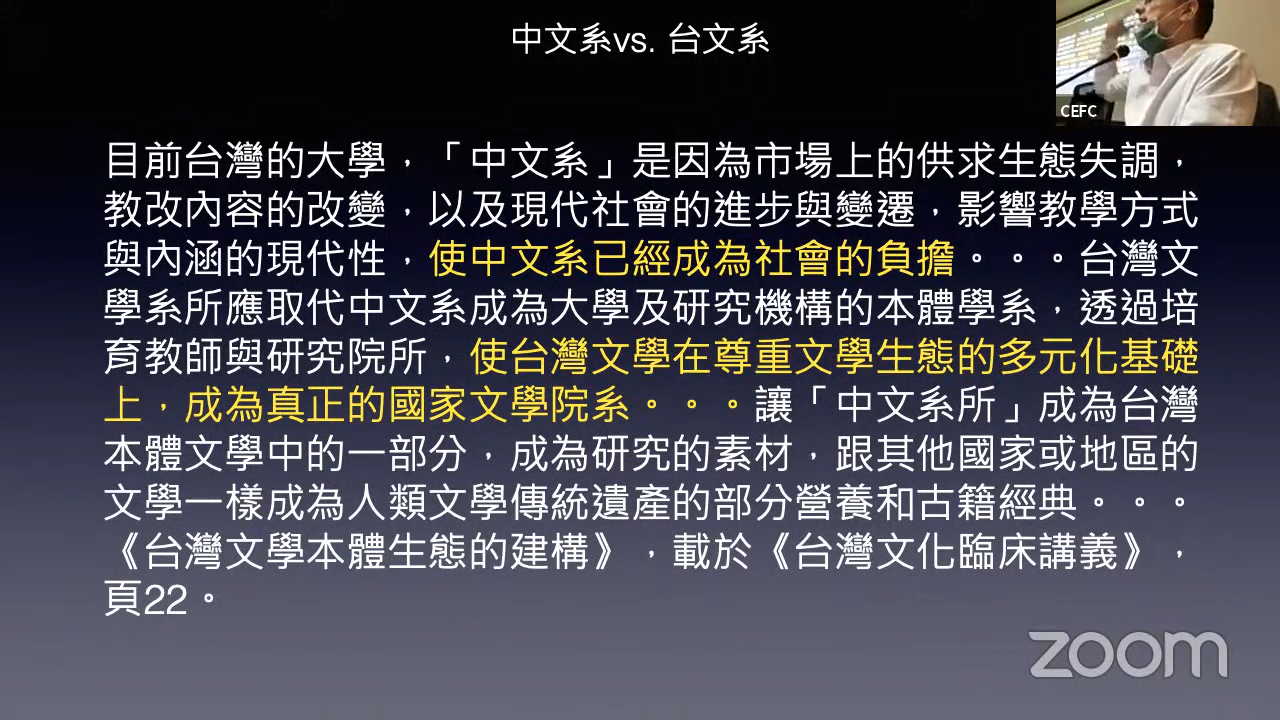 中文系vs. 台文系
CEFC
目前台灣的大學，「中文系」是因為市場上的供求生態失調，
教改內容的改變，以及現代社會的進步與變遷，影響教學方式
與內涵的現代性，使中文系已經成為社會的負擔。。。台灣文
學系所應取代中文系成為大學及研究機構的本體學系，透過培
育教師與研究院所，使台灣文學在尊重文學生態的多元化基礎
上，成為真正的國家文學院系。。。讓「中文系所」成為台灣
本體文學中的一部分，成為研究的素材，跟其他國家或地區的
文學一樣成為人類文學傳統遺產的部分營養和古籍經典。。。
《台灣文學本體生態的建構》，載於《台灣文化臨床講義》，
頁22。
zoom